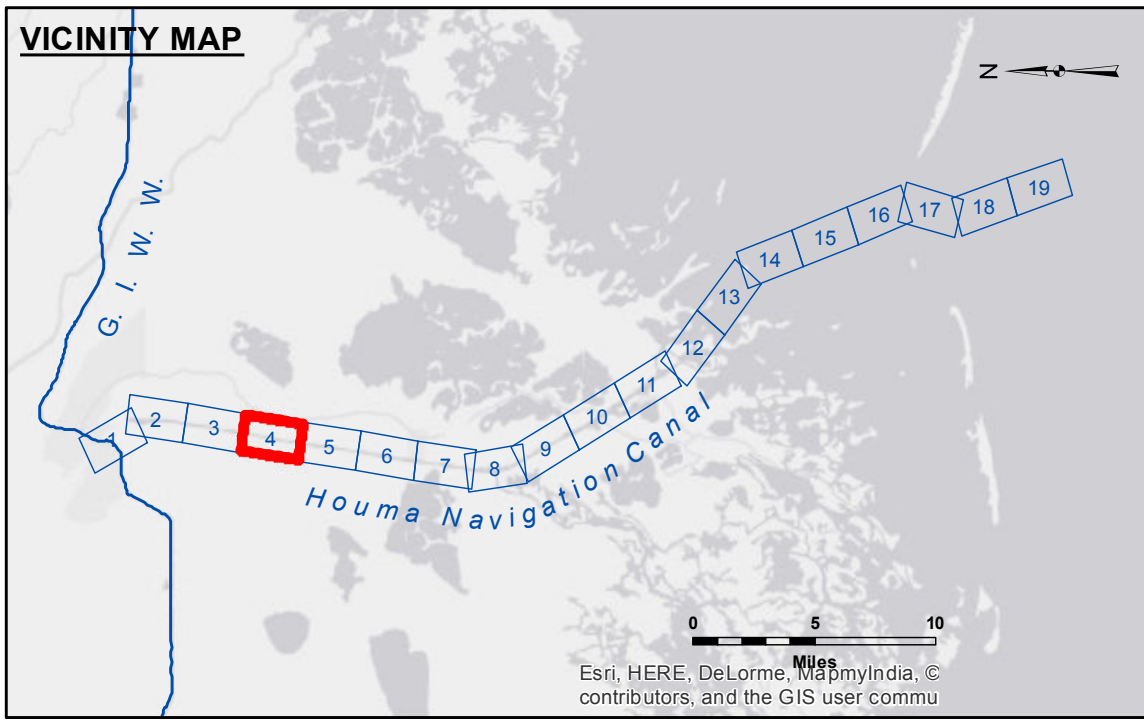 VICINITY MAP
N
G. I. W. W.
1
2
3
4
5
6
7
8
9
10
11
12
13
14
15
16
17
18
19
Houma Navigation Canal
0 5 10
Miles
Esri, HERE, DeLorme, MapmyIndia, ©
contributors, and the GIS user commu